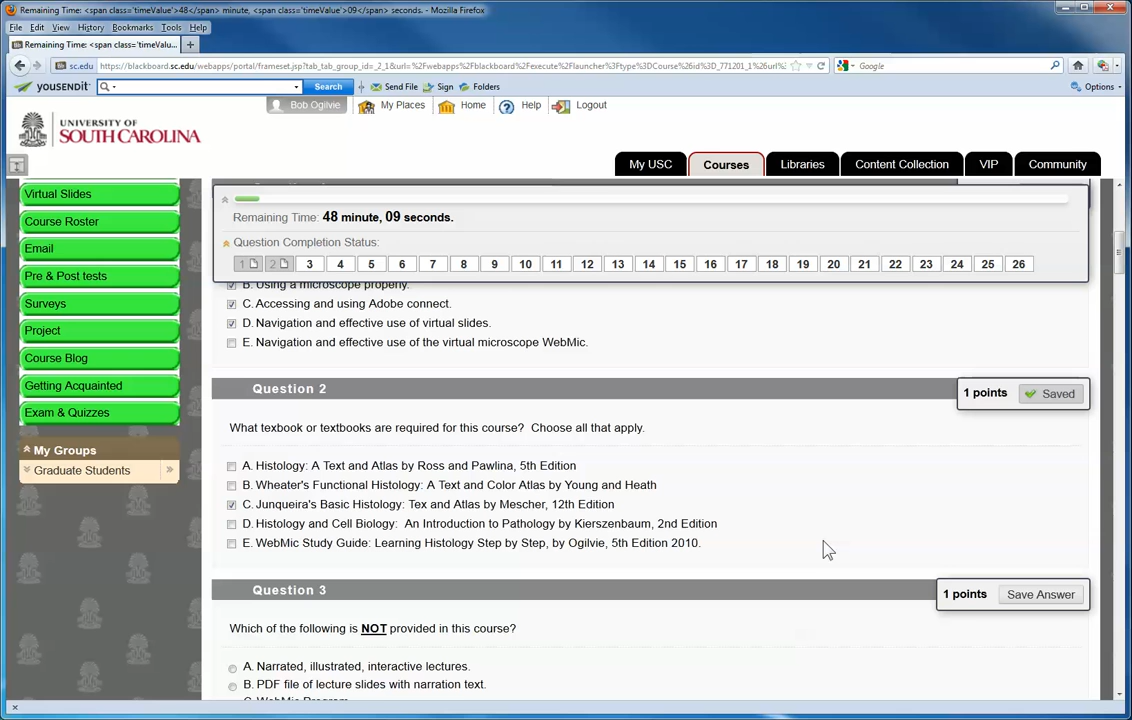 Remaining Time: <span class='timeValue'>48</span> minute, <span class='timeValue'>09</span> seconds. - Mozilla Firefox
File Edit View History Bookmarks Tools Help
Remaining Time: <span class='timeValu...
sc.edu https://blackboard.sc.edu/webapps/portal/frameset.jsp?tab_tab_group_id=_2_1&url=%2Fwebapps%2Fblackboard%2Fexecute%2Flauncher%3Ftype%3DCourse%26id%3D_771201_1%26url% Google
yousendit Search Send File Sign Folders Options
Bob Ogilvie My Places Home Help Logout
UNIVERSITY OF
SOUTH CAROLINA
My USC Courses Libraries Content Collection VIP Community
Virtual Slides
Course Roster
Email
Pre & Post tests
Surveys
Project
Course Blog
Getting Acquainted
Exam & Quizzes
My Groups
Graduate Students
Remaining Time: 48 minute, 09 seconds.
Question Completion Status:
1 2 3 4 5 6 7 8 9 10 11 12 13 14 15 16 17 18 19 20 21 22 23 24 25 26
B. Using a microscope properly.
C. Accessing and using Adobe connect.
D. Navigation and effective use of virtual slides.
E. Navigation and effective use of the virtual microscope WebMic.
Question 2
1 points Saved
What texbook or textbooks are required for this course? Choose all that apply.
A. Histology: A Text and Atlas by Ross and Pawlina, 5th Edition
B. Wheater's Functional Histology: A Text and Color Atlas by Young and Heath
C. Junqueira's Basic Histology: Tex and Atlas by Mescher, 12th Edition
D. Histology and Cell Biology: An Introduction to Pathology by Kierszenbaum, 2nd Edition
E. WebMic Study Guide: Learning Histology Step by Step, by Ogilvie, 5th Edition 2010.
Question 3
1 points Save Answer
Which of the following is NOT provided in this course?
A. Narrated, illustrated, interactive lectures.
B. PDF file of lecture slides with narration text.
C. WebMic Program